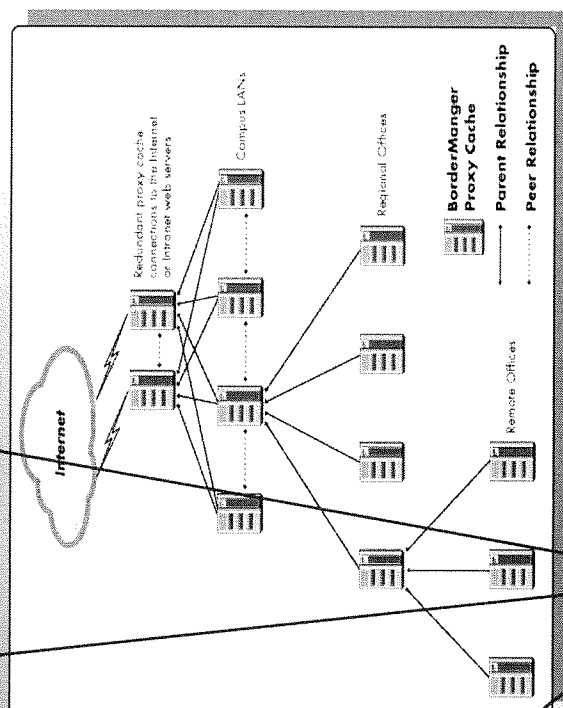 Internet
Redundant proxy cache
connections to the Internet
or Intranet web servers
Campus LANs
Regional Offices
Remote Offices
BorderManger
Proxy Cache
Parent Relationship
Peer Relationship